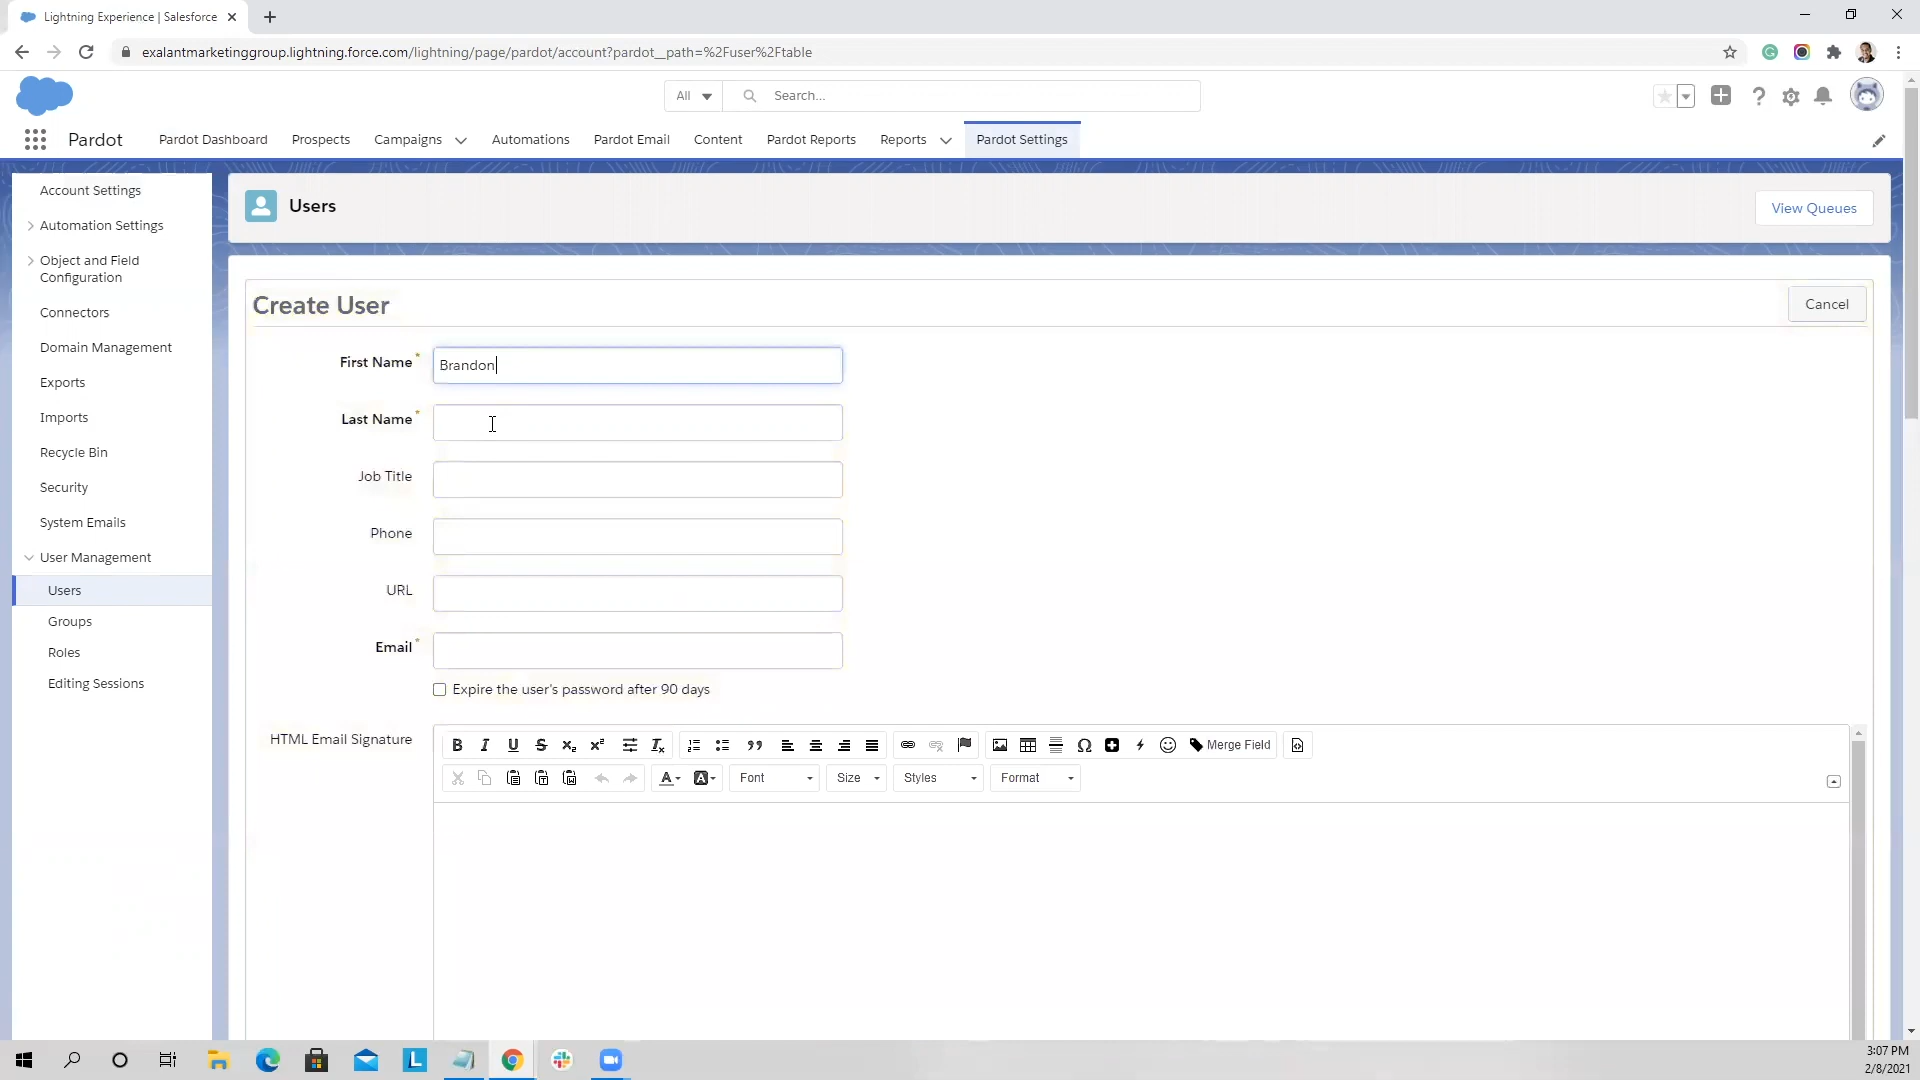 Lightning Experience | Salesforce
exalantmarketinggroup.lightning.force.com/lightning/page/pardot/account?pardot__path=%2Fuser%2Ftable
All
Search...
Pardot
Pardot Dashboard
Prospects
Campaigns
Automations
Pardot Email
Content
Pardot Reports
Reports
Pardot Settings
Account Settings
Automation Settings
Object and Field
Configuration
Connectors
Domain Management
Exports
Imports
Recycle Bin
Security
System Emails
User Management
Users
Groups
Roles
Editing Sessions
Users
View Queues
Create User
Cancel
First Name*
Brandon
Last Name*
Job Title
Phone
URL
Email*
Expire the user's password after 90 days
HTML Email Signature
Merge Field
Font
Size
Styles
Format
3:07 PM
2/8/2021